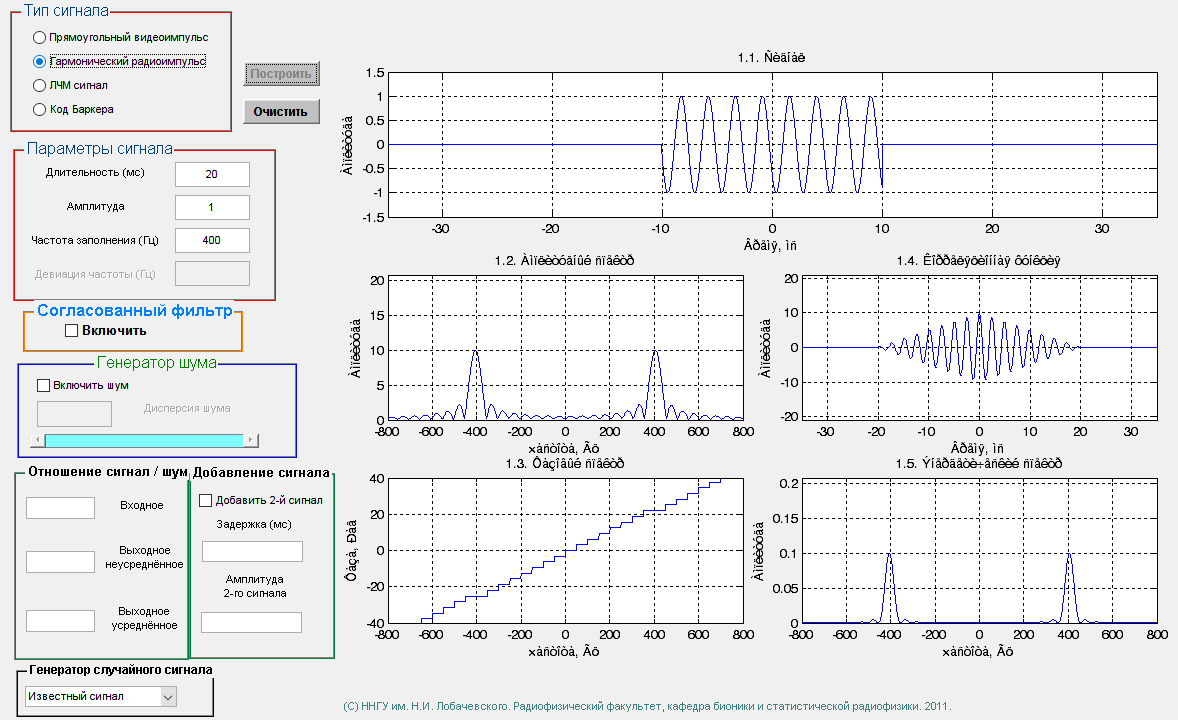 Тип сигнала
Прямоугольный видеоимпульс
Гармонический радиоимпульс
ЛЧМ сигнал
Код Баркера
Построить
Очистить
Параметры сигнала
Длительность (мс)
20
Амплитуда
1
Частота заполнения (Гц)
400
Девиация частоты (Гц)
Согласованный фильтр
Включить
Генератор шума
Включить шум
Дисперсия шума
Отношение сигнал / шум
Входное
Выходное
неусреднённое
Выходное
усреднённое
Добавление сигнала
Добавить 2-й сигнал
Задержка (мс)
Амплитуда
2-го сигнала
Генератор случайного сигнала
Известный сигнал
1.1. Ñèãíàë
Àìïëèòóäà
1.5
1
0.5
0
-0.5
-1
-1.5
-30 -20 -10 0 10 20 30
Âðåìÿ, ìñ
1.2. Àìïëèòóäíûé ñïåêòð
Àìïëèòóäà
20
15
10
5
0
-800 -600 -400 -200 0 200 400 600 800
×àñòîòà, Ãö
1.4. Êîððåëÿöèîííàÿ ôóíêöèÿ
Àìïëèòóäà
20
10
0
-10
-20
-30 -20 -10 0 10 20 30
Âðåìÿ, ìñ
1.3. Ôàçîâûé ñïåêòð
Ôàçà, Ðàä
40
20
0
-20
-40
-800 -600 -400 -200 0 200 400 600 800
×àñòîòà, Ãö
1.5. Ýíåðãåòè÷åñêèé ñïåêòð
Àìïëèòóäà
0.2
0.15
0.1
0.05
0
-800 -600 -400 -200 0 200 400 600 800
×àñòîòà, Ãö
(C) ННГУ им. Н.И. Лобачевского. Радиофизический факультет, кафедра бионики и статистической радиофизики. 2011.